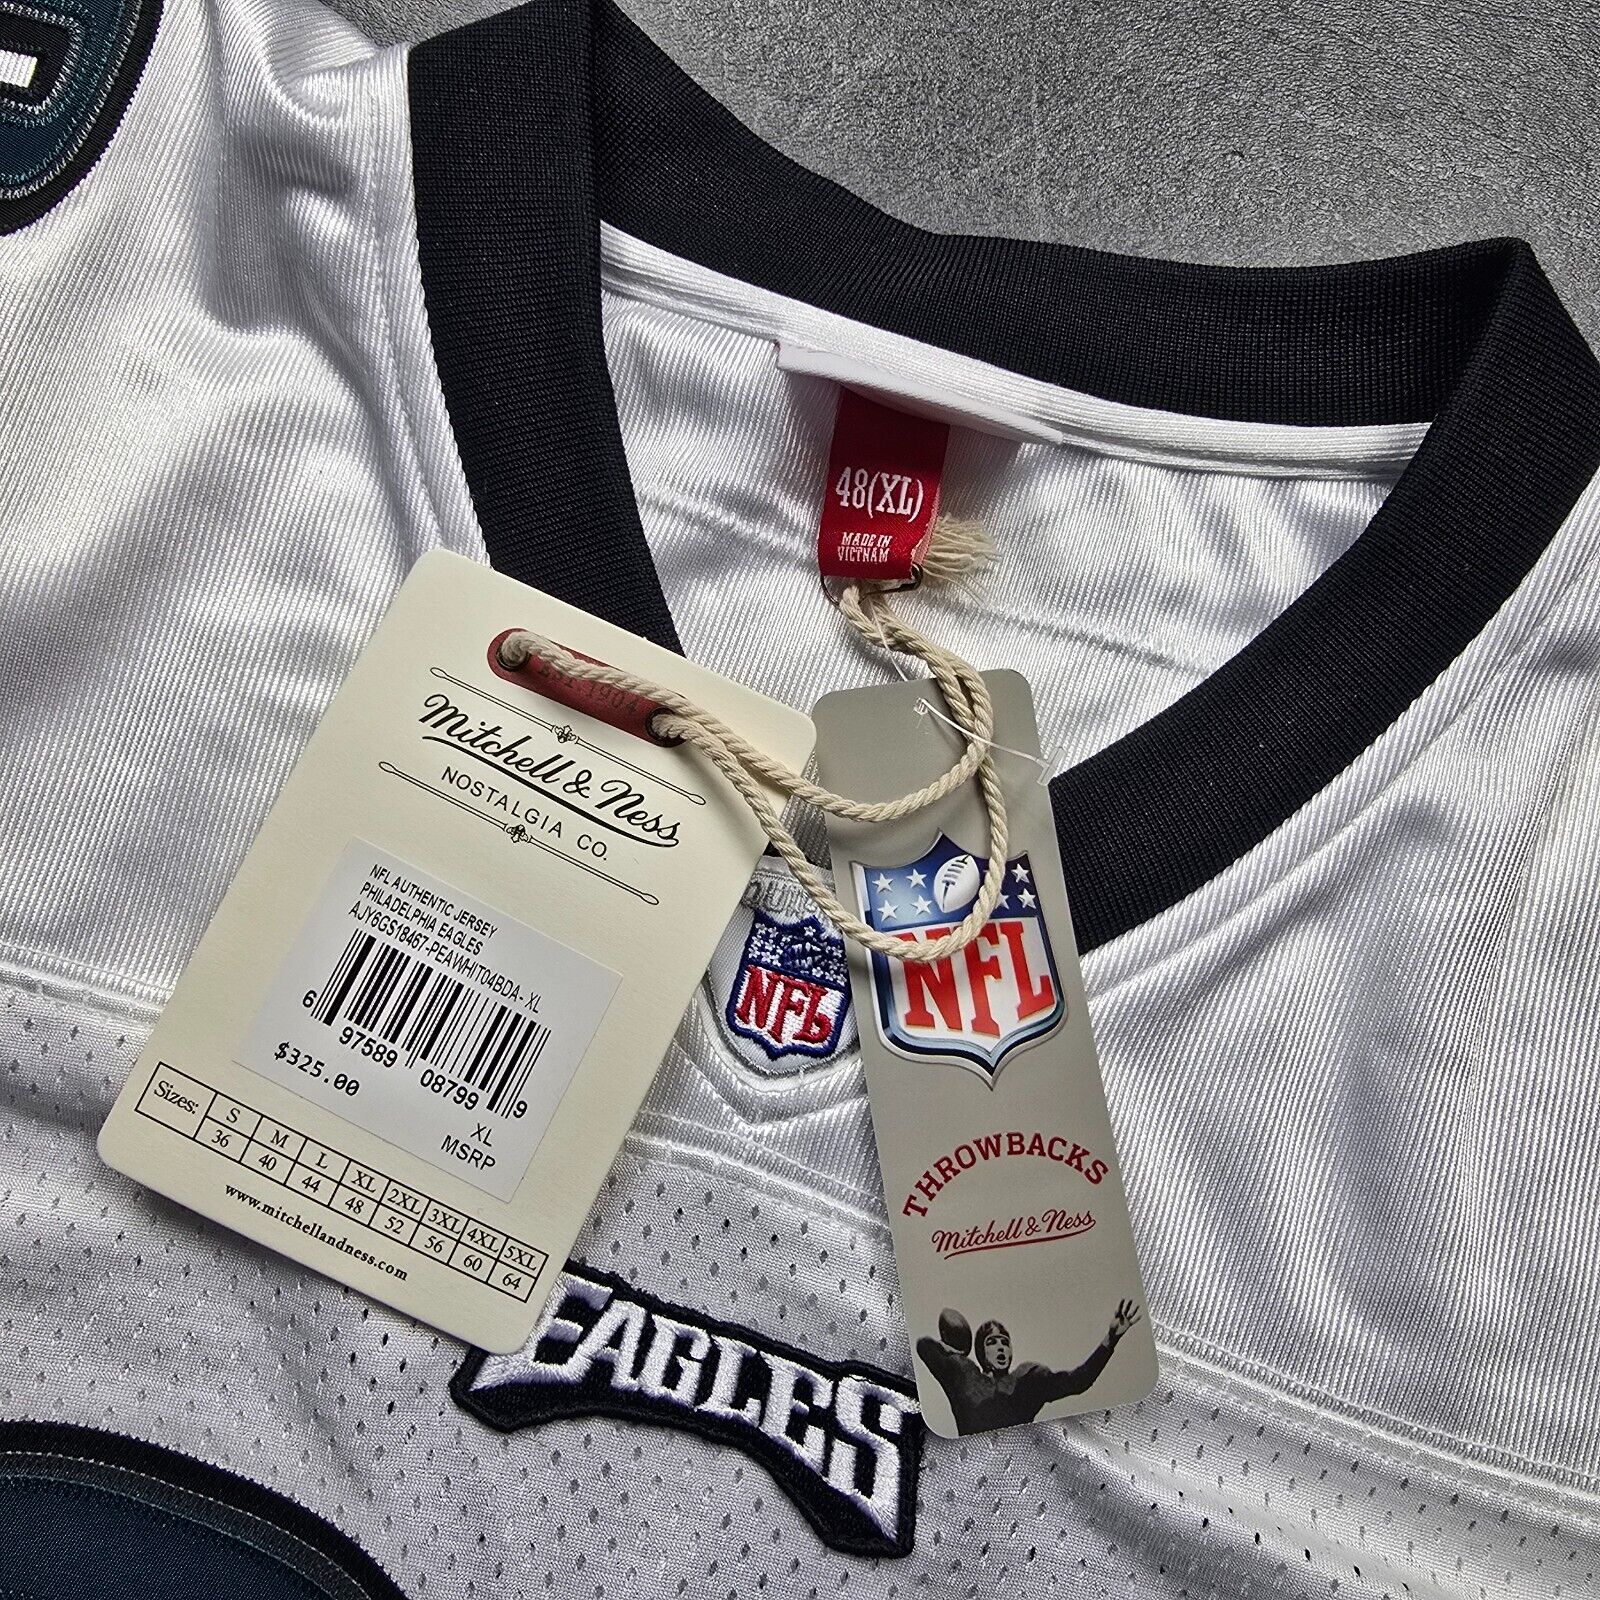 48(XL)
MADE IN
VIETNAM
EST. 1904
Mitchell & Ness
NOSTALGIA CO.
NFL AUTHENTIC JERSEY
PHILADELPHIA EAGLES
AJY6GS18467-PEAWHIT04BDA-XL
6 97589 08799 9
$325.00
XL
MSRP
Sizes: S M L XL 2XL 3XL 4XL 5XL
36 40 44 48 52 56 60 64
www.mitchellandness.com
NFL
NFL
THROWBACKS
Mitchell & Ness
EAGLES